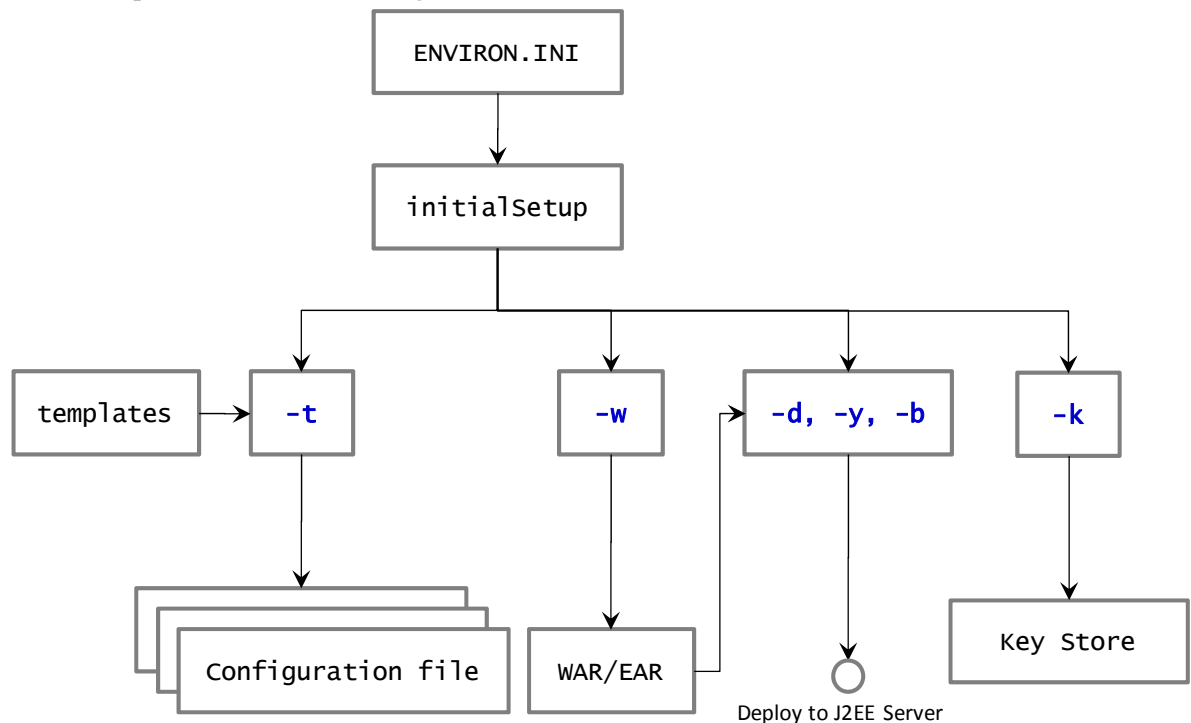 ENVIRON.INI
initialSetup
templates
-t
-w
-d, -y, -b
-k
Configuration file
WAR/EAR
Key Store
Deploy to J2EE Server